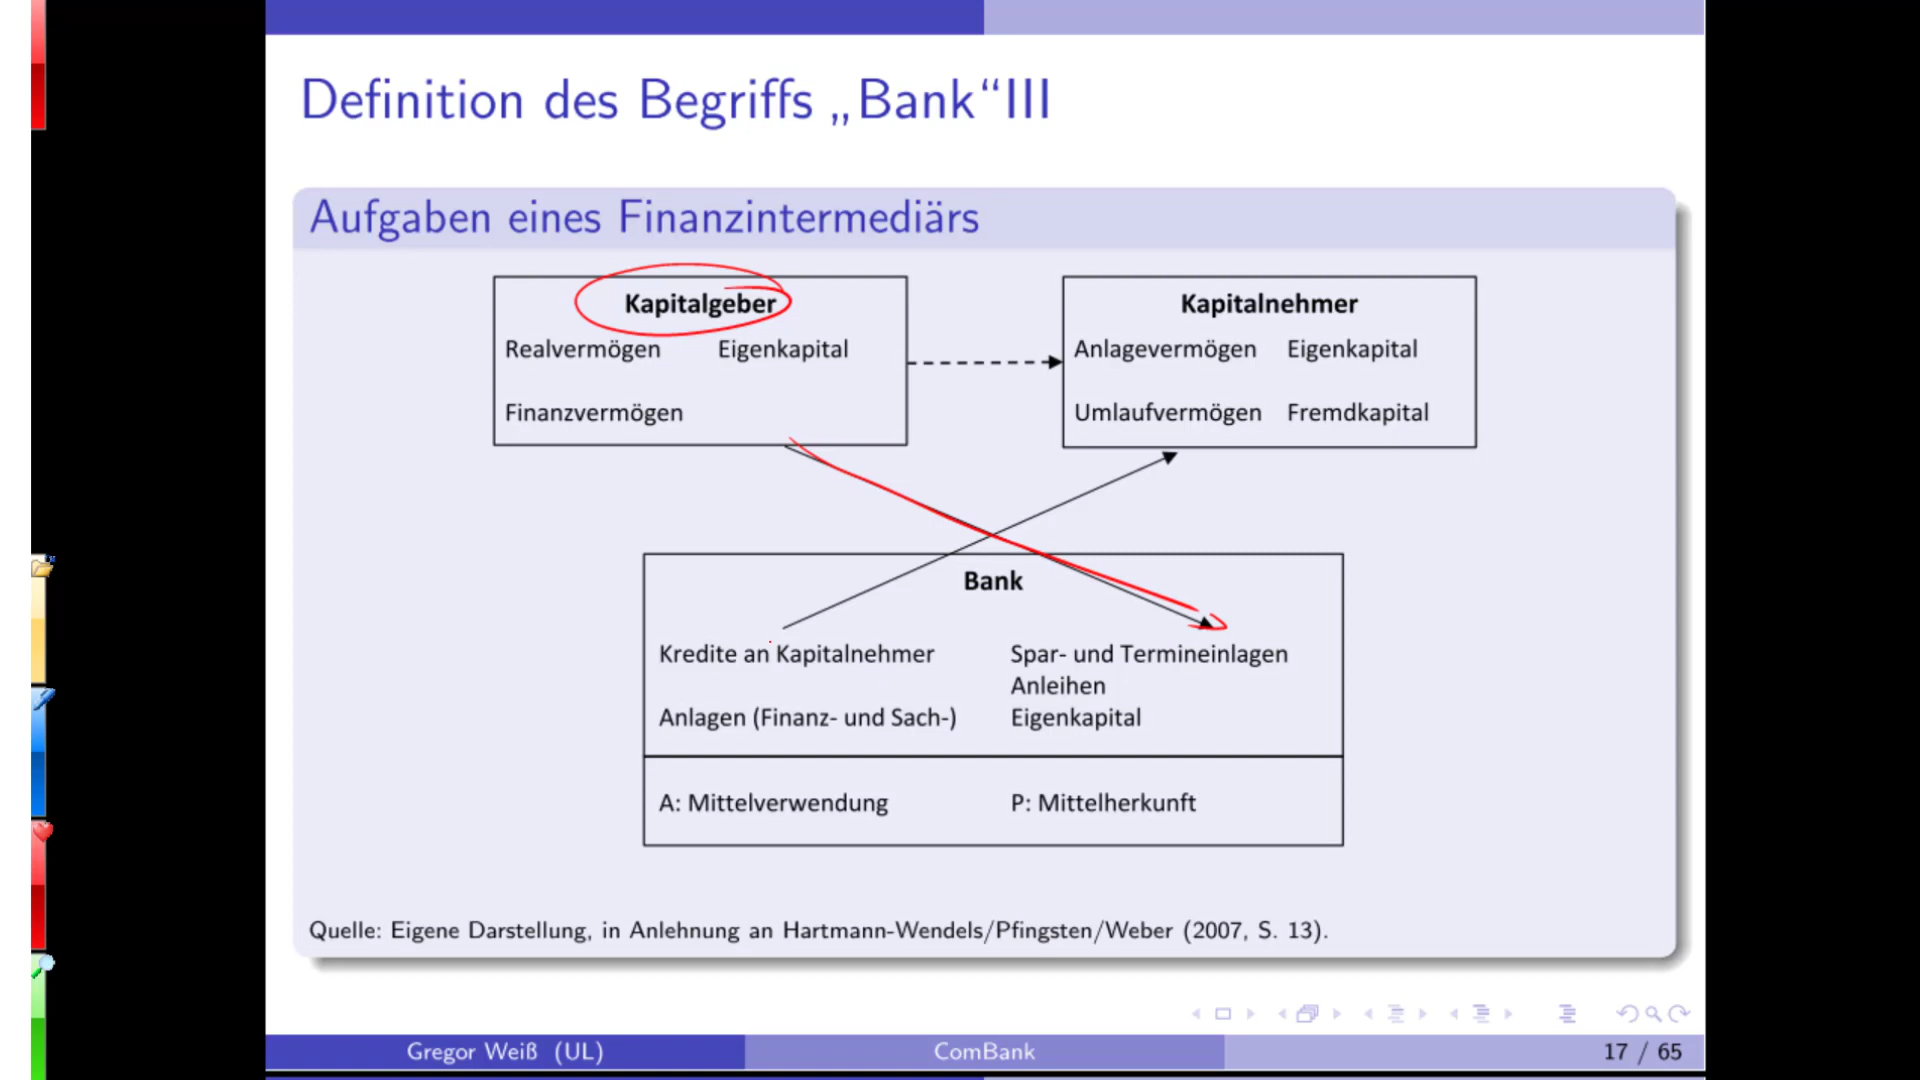 Definition des Begriffs „Bank“III
Aufgaben eines Finanzintermediärs
Kapitalgeber
Realvermögen Eigenkapital
Finanzvermögen
Kapitalnehmer
Anlagevermögen Eigenkapital
Umlaufvermögen Fremdkapital
Bank
Kredite an Kapitalnehmer Spar- und Termineinlagen
Anleihen
Anlagen (Finanz- und Sach-) Eigenkapital
A: Mittelverwendung P: Mittelherkunft
Quelle: Eigene Darstellung, in Anlehnung an Hartmann-Wendels/Pfingsten/Weber (2007, S. 13).
Gregor Weiß (UL) ComBank 17 / 65